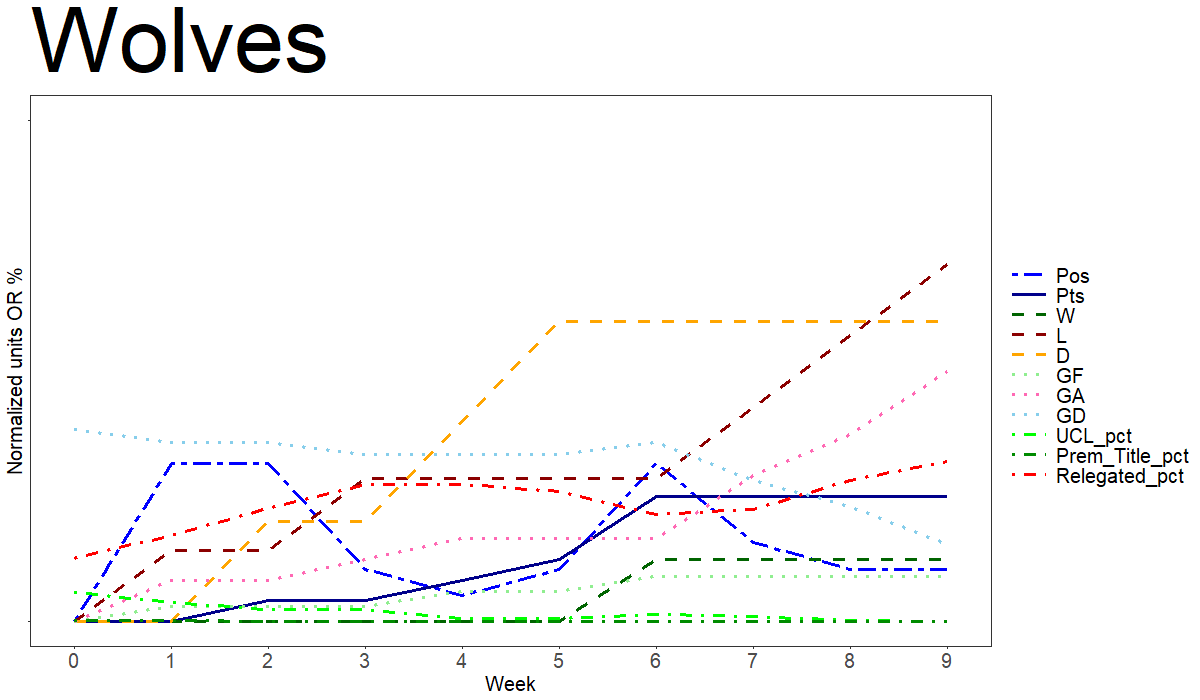 Wolves
Normalized units OR %
0 1 2 3 4 5 6 7 8 9
Week
Pos
Pts
W
L
D
GF
GA
GD
UCL_pct
Prem_Title_pct
Relegated_pct